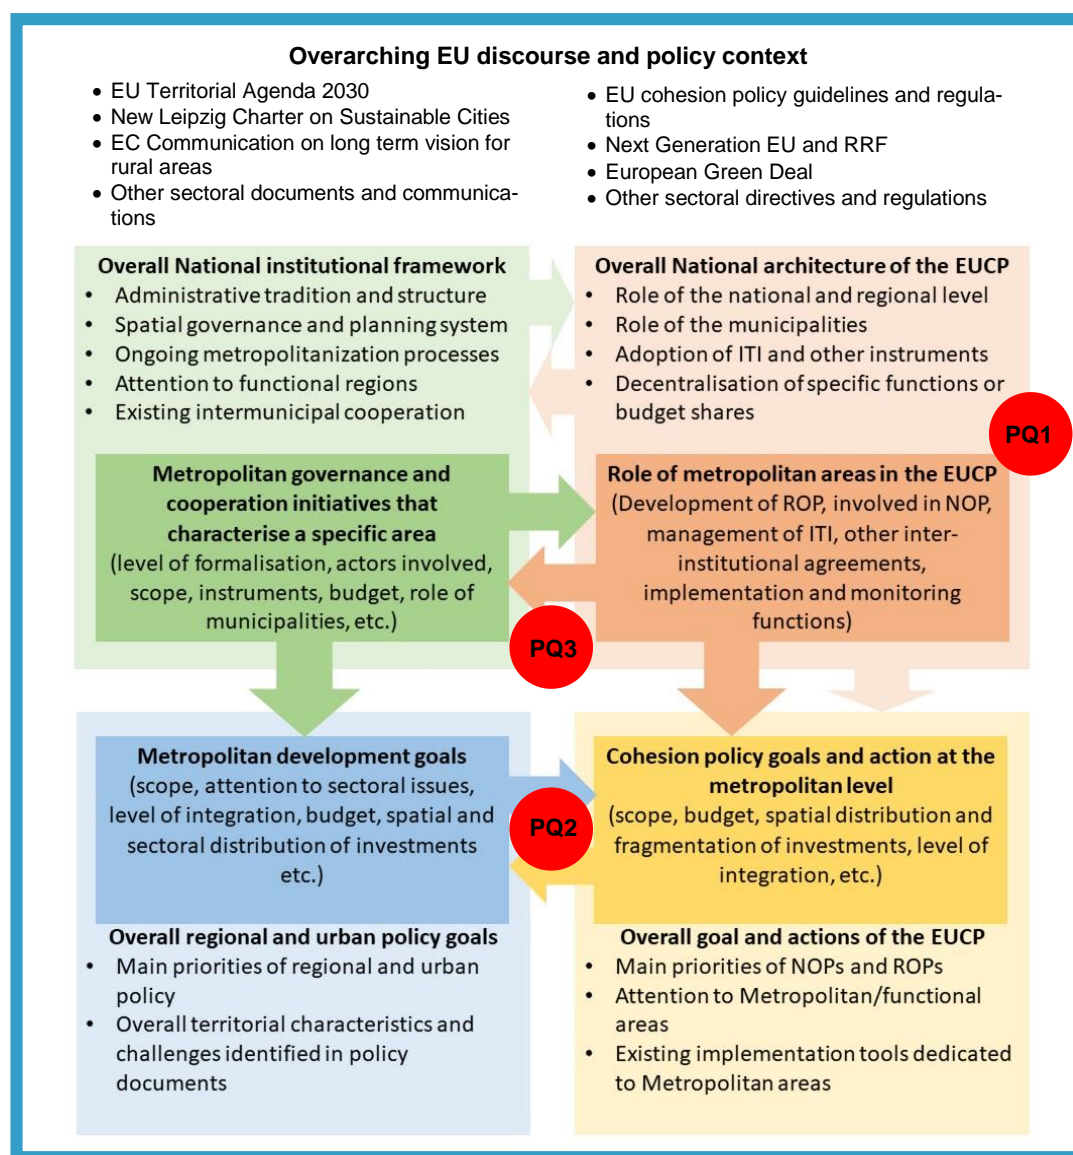 Overarching EU discourse and policy context
• EU Territorial Agenda 2030
• New Leipzig Charter on Sustainable Cities
• EC Communication on long term vision for
rural areas
• Other sectoral documents and communica-
tions
• EU cohesion policy guidelines and regula-
tions
• Next Generation EU and RRF
• European Green Deal
• Other sectoral directives and regulations
Overall National institutional framework
• Administrative tradition and structure
• Spatial governance and planning system
• Ongoing metropolitanization processes
• Attention to functional regions
• Existing intermunicipal cooperation
Overall National architecture of the EUCP
• Role of the national and regional level
• Role of the municipalities
• Adoption of ITI and other instruments
• Decentralisation of specific functions or
budget shares
PQ1
Metropolitan governance and
cooperation initiatives that
characterise a specific area
(level of formalisation, actors involved,
scope, instruments, budget, role of
municipalities, etc.)
Role of metropolitan areas in the EUCP
(Development of ROP, involved in NOP,
management of ITI, other inter-
institutional agreements,
implementation and monitoring
functions)
PQ3
Metropolitan development goals
(scope, attention to sectoral issues,
level of integration, budget, spatial and
sectoral distribution of investments
etc.)
PQ2
Cohesion policy goals and action at the
metropolitan level
(scope, budget, spatial distribution and
fragmentation of investments, level of
integration, etc.)
Overall regional and urban policy goals
• Main priorities of regional and urban
policy
• Overall territorial characteristics and
challenges identified in policy
documents
Overall goal and actions of the EUCP
• Main priorities of NOPs and ROPs
• Attention to Metropolitan/functional
areas
• Existing implementation tools dedicated
to Metropolitan areas